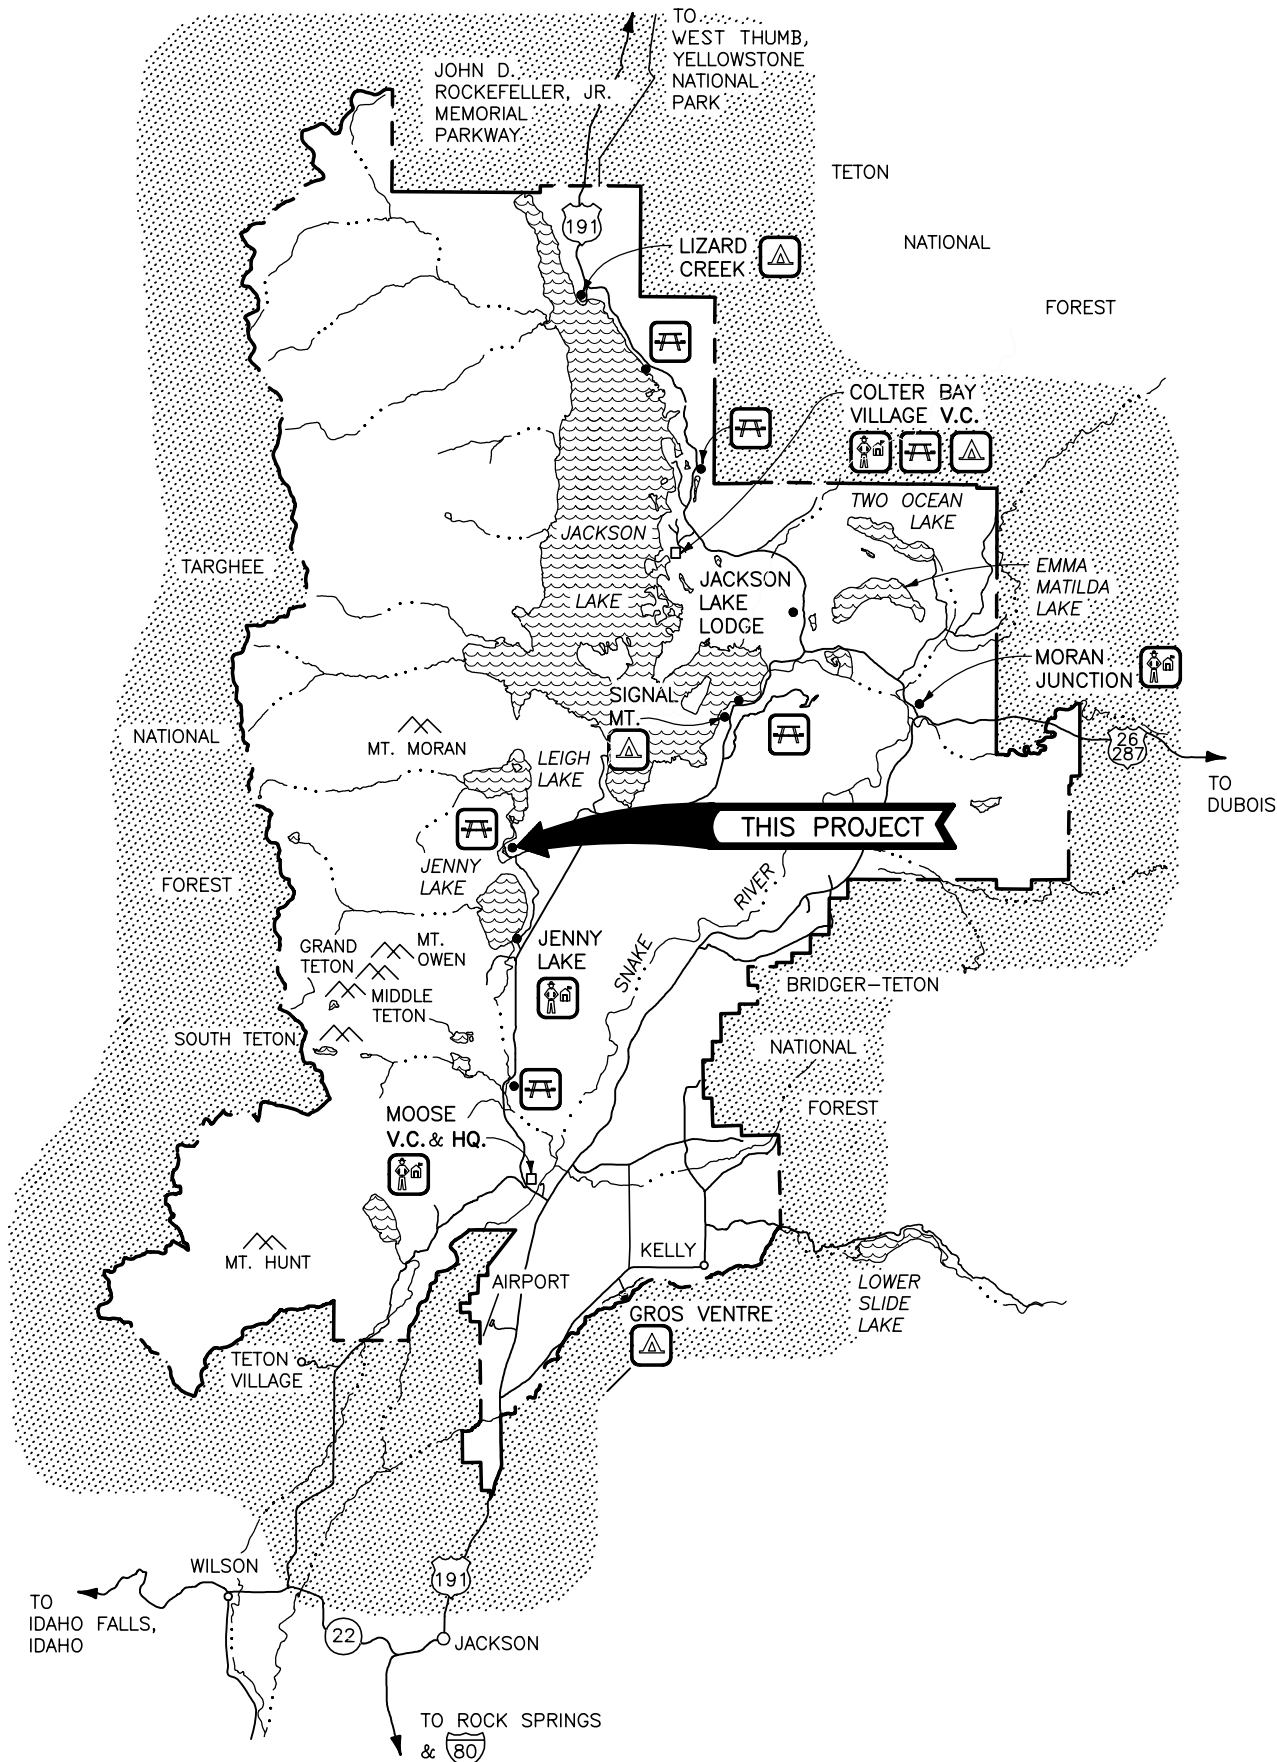 TO
WEST THUMB,
YELLOWSTONE
NATIONAL
PARK
JOHN D.
ROCKEFELLER, JR.
MEMORIAL
PARKWAY
TETON
NATIONAL
FOREST
191
LIZARD
CREEK
COLTER BAY
VILLAGE V.C.
TWO OCEAN
LAKE
JACKSON
LAKE
EMMA
MATILDA
LAKE
JACKSON
LAKE
LODGE
TARGHEE
NATIONAL
FOREST
MORAN
JUNCTION
SIGNAL
MT.
MT. MORAN
LEIGH
LAKE
26
287
TO
DUBOIS
THIS PROJECT
JENNY
LAKE
RIVER
SNAKE
JENNY
LAKE
GRAND
TETON
MT.
OWEN
MIDDLE
TETON
SOUTH TETON
BRIDGER-TETON
NATIONAL
FOREST
MOOSE
V.C. & HQ.
MT. HUNT
KELLY
AIRPORT
LOWER
SLIDE
LAKE
GROS VENTRE
TETON
VILLAGE
WILSON
191
TO
IDAHO FALLS,
IDAHO
22
JACKSON
TO ROCK SPRINGS
& 80